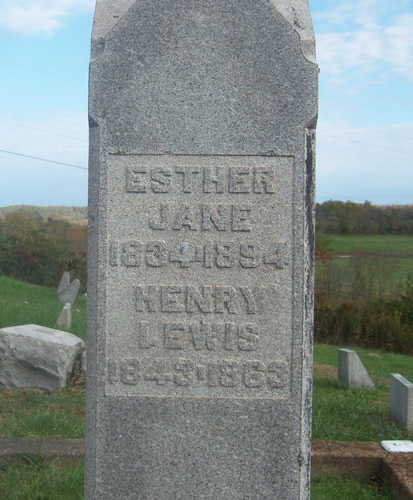 ESTHER
JANE
1834-1894
HENRY
LEWIS
1843-1863